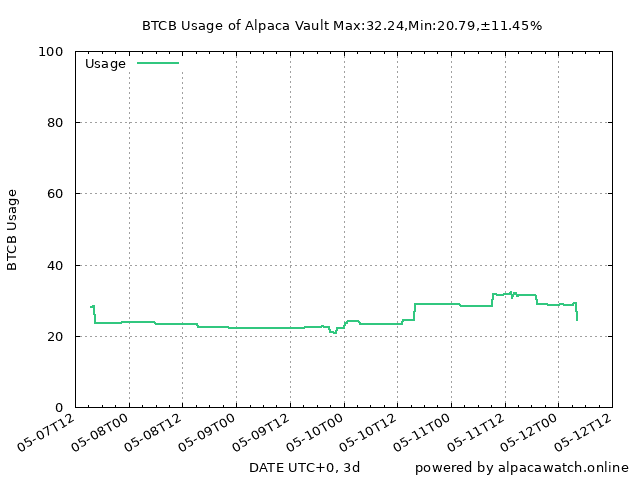 BTCB Usage of Alpaca Vault Max:32.24,Min:20.79,±11.45%
Usage
100
80
60
40
20
0
BTCB Usage
05-07T12
05-08T00
05-08T12
05-09T00
05-09T12
05-10T00
05-10T12
05-11T00
05-11T12
05-12T00
05-12T12
DATE UTC+0, 3d
powered by alpacawatch.online